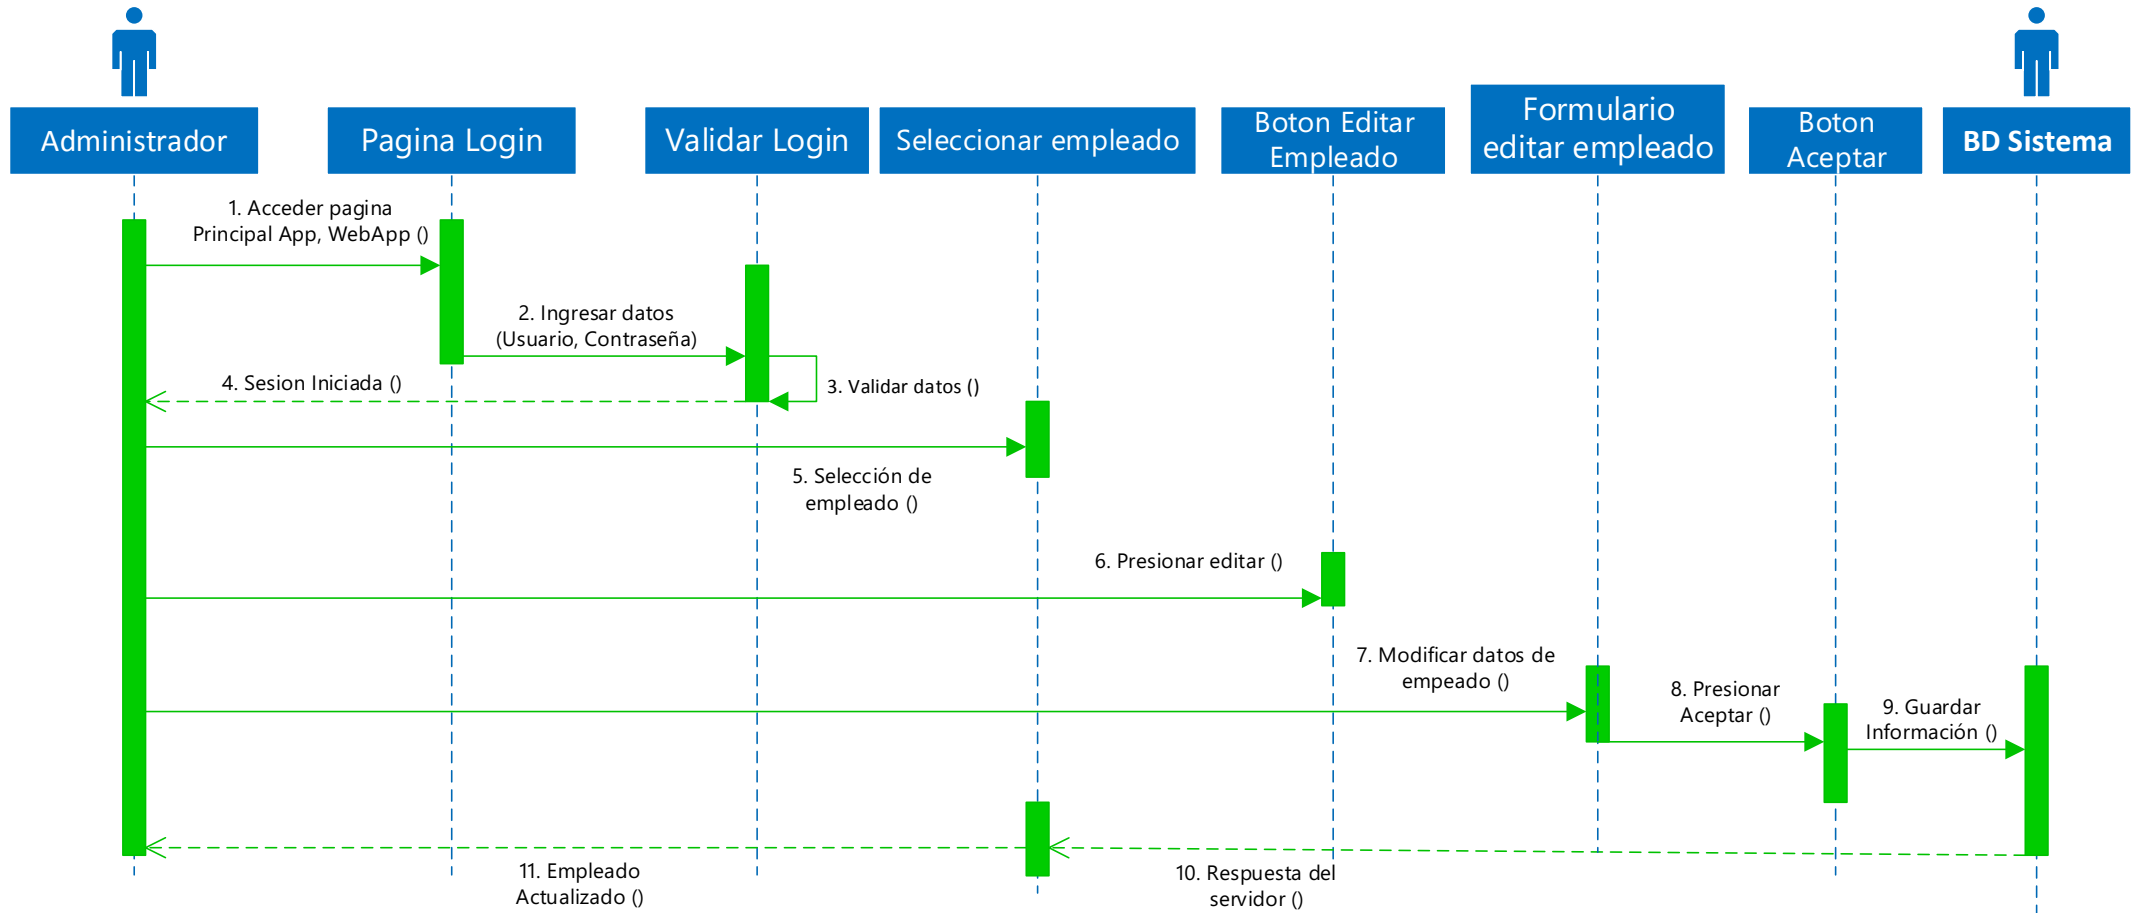 Administrador
Pagina Login
Validar Login
Seleccionar empleado
Boton Editar
Empleado
Formulario
editar empleado
Boton
Aceptar
BD Sistema
1. Acceder pagina
Principal App, WebApp ()
2. Ingresar datos
(Usuario, Contraseña)
3. Validar datos ()
4. Sesion Iniciada ()
5. Selección de
empleado ()
6. Presionar editar ()
7. Modificar datos de
empeado ()
8. Presionar
Aceptar ()
9. Guardar
Información ()
10. Respuesta del
servidor ()
11. Empleado
Actualizado ()